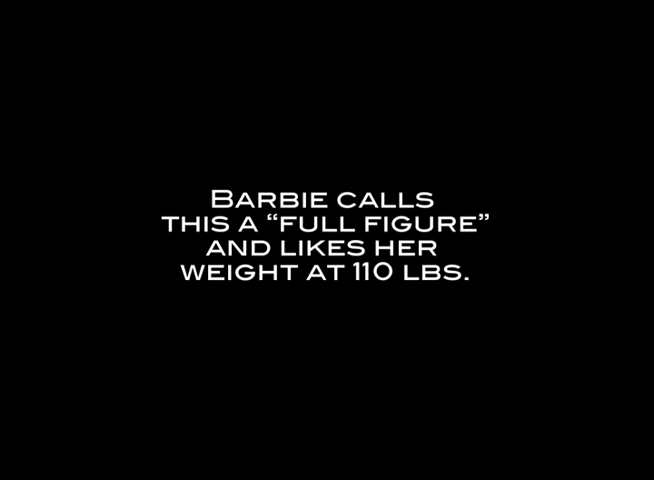 Barbie calls
this a “full figure”
and likes her
weight at 110 lbs.